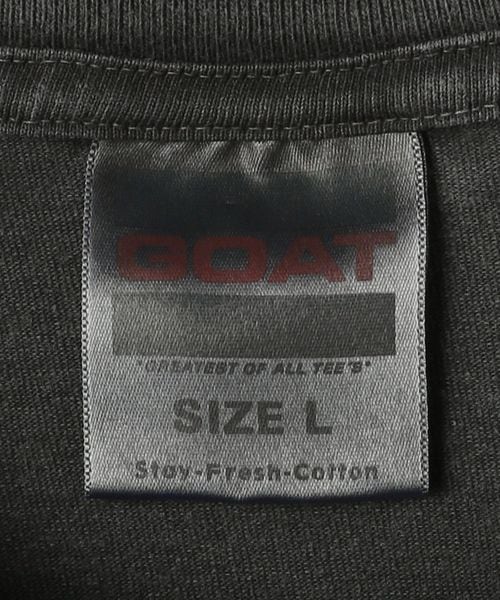 GOAT
"GREATEST OF ALL TEE'S"
SIZE L
Stay-Fresh-Cotton